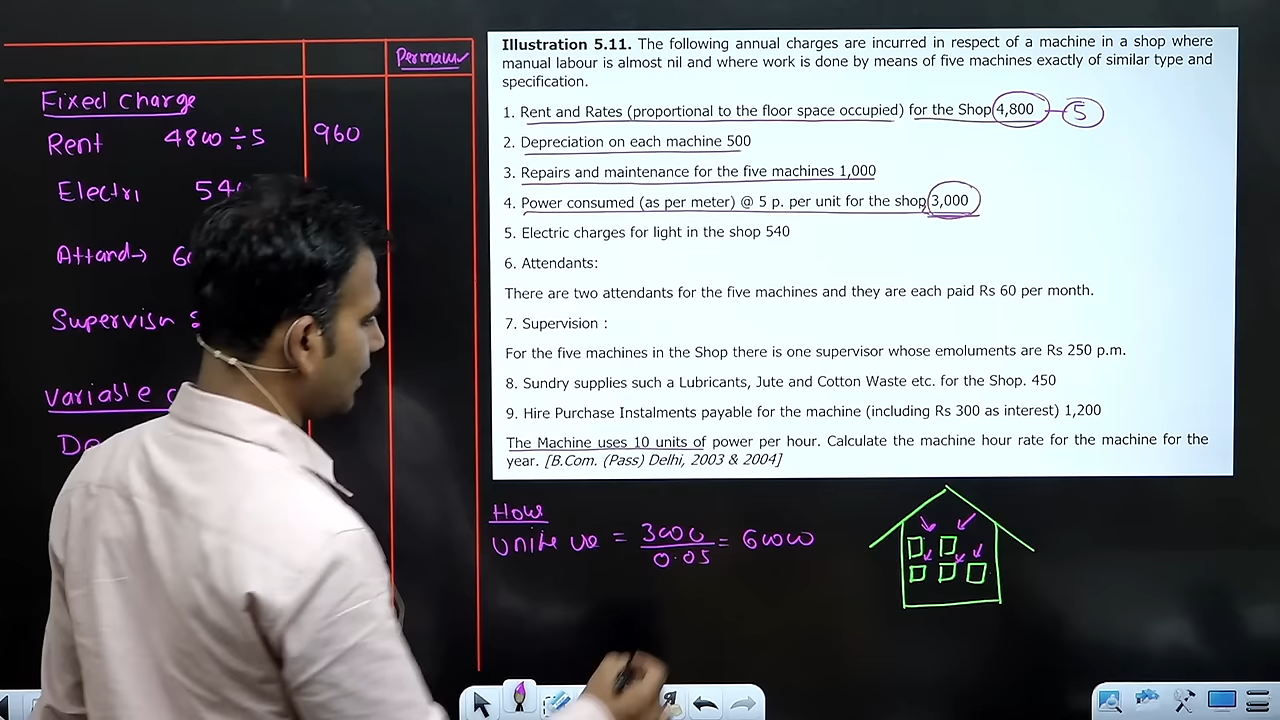 Per maw
Fixed Charge
Rent 4800 ÷ 5 960
Electri 540
Attand → 60
Supervisn
Variable
De
Illustration 5.11. The following annual charges are incurred in respect of a machine in a shop where
manual labour is almost nil and where work is done by means of five machines exactly of similar type and
specification.
1. Rent and Rates (proportional to the floor space occupied) for the Shop 4,800 5
2. Depreciation on each machine 500
3. Repairs and maintenance for the five machines 1,000
4. Power consumed (as per meter) @ 5 p. per unit for the shop 3,000
5. Electric charges for light in the shop 540
6. Attendants:
There are two attendants for the five machines and they are each paid Rs 60 per month.
7. Supervision :
For the five machines in the Shop there is one supervisor whose emoluments are Rs 250 p.m.
8. Sundry supplies such a Lubricants, Jute and Cotton Waste etc. for the Shop. 450
9. Hire Purchase Instalments payable for the machine (including Rs 300 as interest) 1,200
The Machine uses 10 units of power per hour. Calculate the machine hour rate for the machine for the
year. [B.Com. (Pass) Delhi, 2003 & 2004]
Hour
= 3000 / 0.05 = 60000